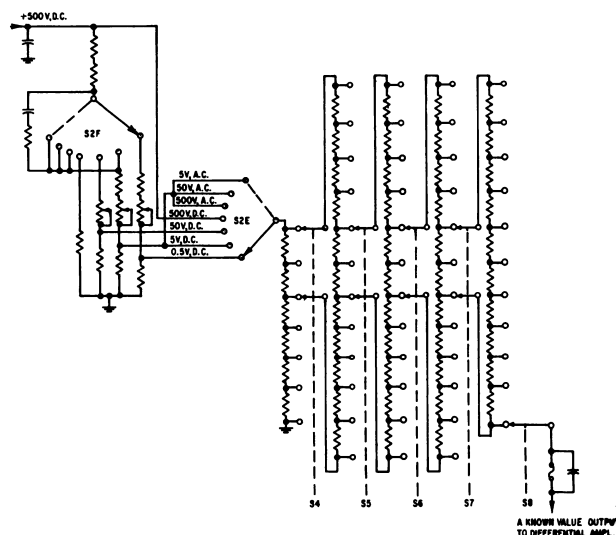 +500V,D.C.
S2F
5V,A.C.
50V,A.C.
500V,A.C.
500V,D.C.
S2E
50V,D.C.
5V,D.C.
0.5V,D.C.
S4
S5
S6
S7
S8
A KNOWN VALUE OUTPUT
TO DIFFERENTIAL AMPL.